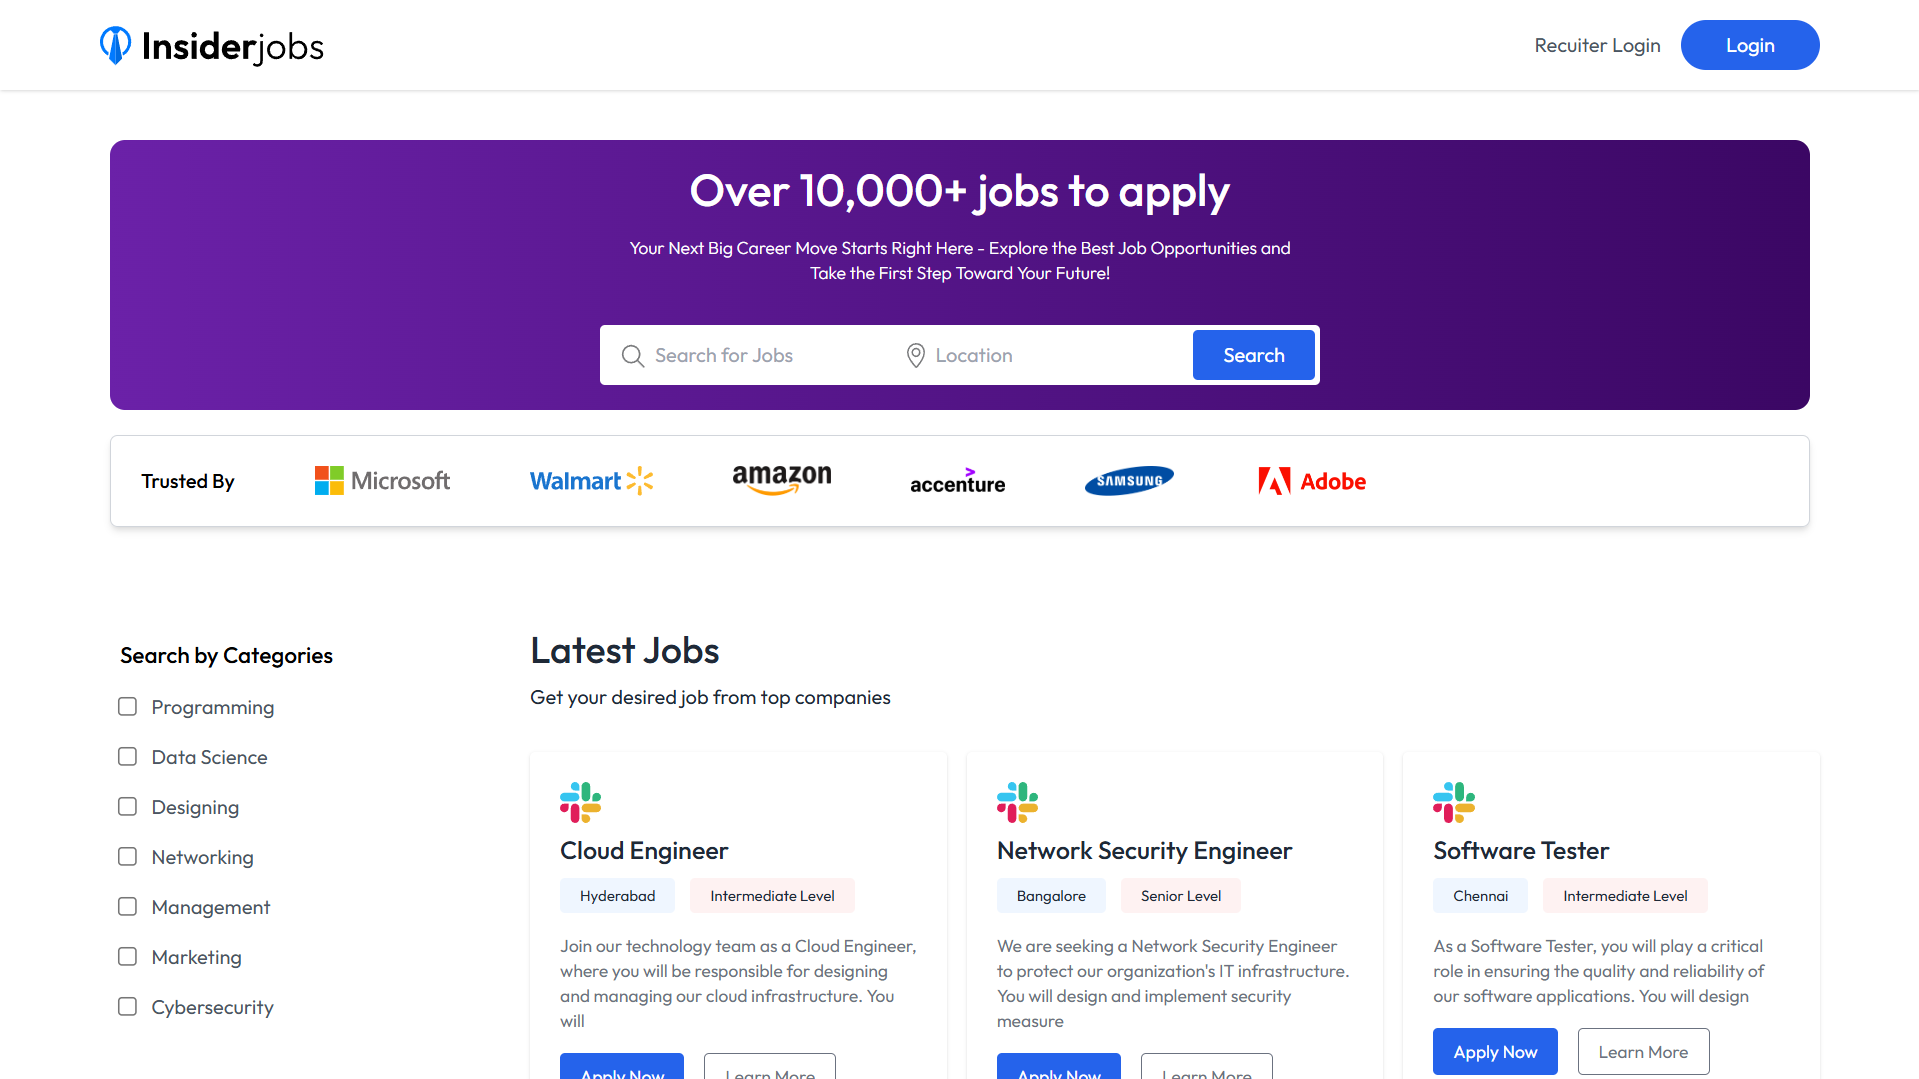 Insiderjobs
Recuiter Login
Login
Over 10,000+ jobs to apply
Your Next Big Career Move Starts Right Here - Explore the Best Job Opportunities and
Take the First Step Toward Your Future!
Search for Jobs
Location
Search
Trusted By
Microsoft
Walmart
amazon
accenture
SAMSUNG
Adobe
Search by Categories
Programming
Data Science
Designing
Networking
Management
Marketing
Cybersecurity
Latest Jobs
Get your desired job from top companies
Cloud Engineer
Hyderabad
Intermediate Level
Join our technology team as a Cloud Engineer,
where you will be responsible for designing
and managing our cloud infrastructure. You
will
Apply Now
Learn More
Network Security Engineer
Bangalore
Senior Level
We are seeking a Network Security Engineer
to protect our organization's IT infrastructure.
You will design and implement security
measure
Apply Now
Learn More
Software Tester
Chennai
Intermediate Level
As a Software Tester, you will play a critical
role in ensuring the quality and reliability of
our software applications. You will design
Apply Now
Learn More